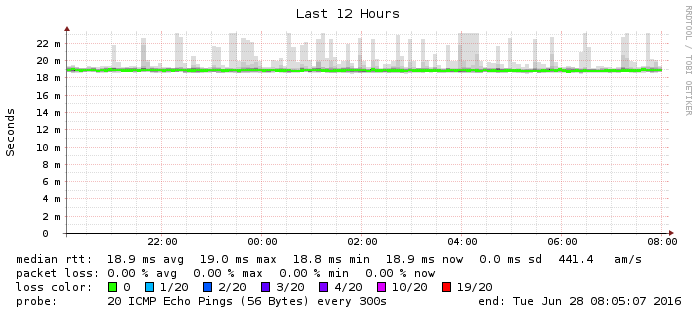 Last 12 Hours
RRDTOOL / TOBI OETIKER
Seconds
22 m
20 m
18 m
16 m
14 m
12 m
10 m
8 m
6 m
4 m
2 m
0
22:00 00:00 02:00 04:00 06:00 08:00
median rtt: 18.9 ms avg 19.0 ms max 18.8 ms min 18.9 ms now 0.0 ms sd 441.4 am/s
packet loss: 0.00 % avg 0.00 % max 0.00 % min 0.00 % now
loss color: 0 1/20 2/20 3/20 4/20 10/20 19/20
probe: 20 ICMP Echo Pings (56 Bytes) every 300s end: Tue Jun 28 08:05:07 2016